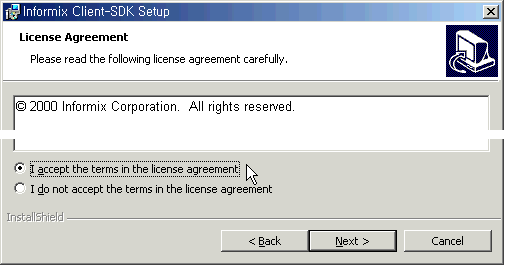 Informix Client-SDK Setup
License Agreement
Please read the following license agreement carefully.
© 2000 Informix Corporation. All rights reserved.
I accept the terms in the license agreement
I do not accept the terms in the license agreement
InstallShield
< Back
Next >
Cancel